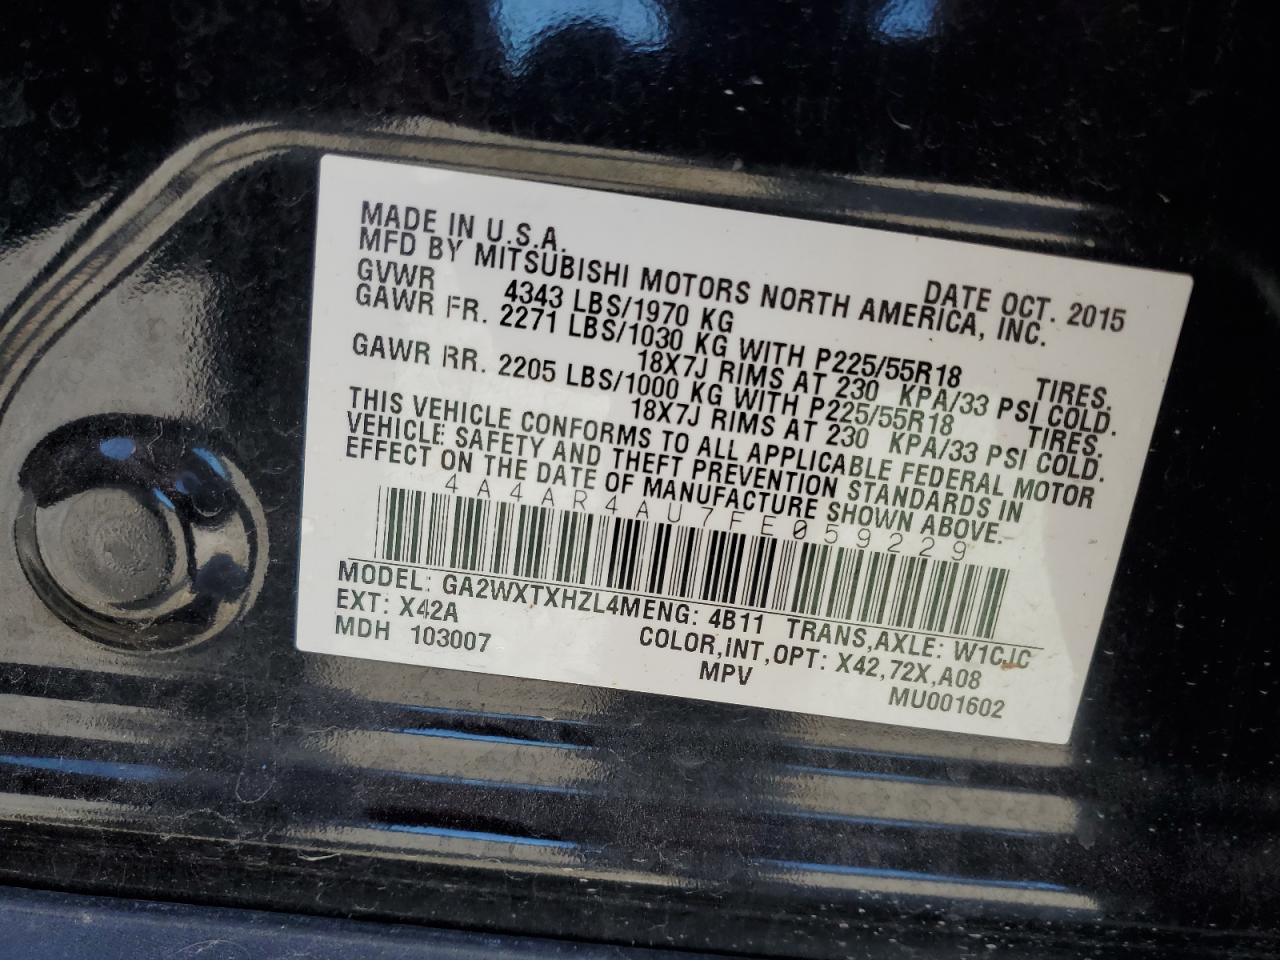 MADE IN U.S.A. DATE OCT. 2015
MFD BY MITSUBISHI MOTORS NORTH AMERICA, INC.
GVWR 4343 LBS/1970 KG
GAWR FR. 2271 LBS/1030 KG WITH P225/55R18 TIRES.
18X7J RIMS AT 230 KPA/33 PSI COLD.
GAWR RR. 2205 LBS/1000 KG WITH P225/55R18 TIRES.
18X7J RIMS AT 230 KPA/33 PSI COLD.
THIS VEHICLE CONFORMS TO ALL APPLICABLE FEDERAL MOTOR
VEHICLE SAFETY AND THEFT PREVENTION STANDARDS IN
EFFECT ON THE DATE OF MANUFACTURE SHOWN ABOVE.
4A4AR4AU7FE059229
MODEL: GA2WXTXHZL4MENG: 4B11 TRANS,AXLE: W1CJC
EXT: X42A COLOR,INT,OPT: X42,72X,A08
MDH 103007 MPV MU001602